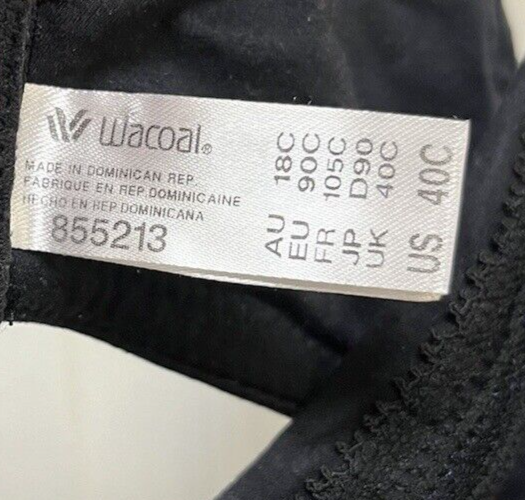 Wacoal®
MADE IN DOMINICAN REP.
FABRIQUE EN REP. DOMINICAINE
HECHO EN REP. DOMINICANA
855213
AU 18C
EU 90C
FR 105C
JP D90
UK 40C
US 40C